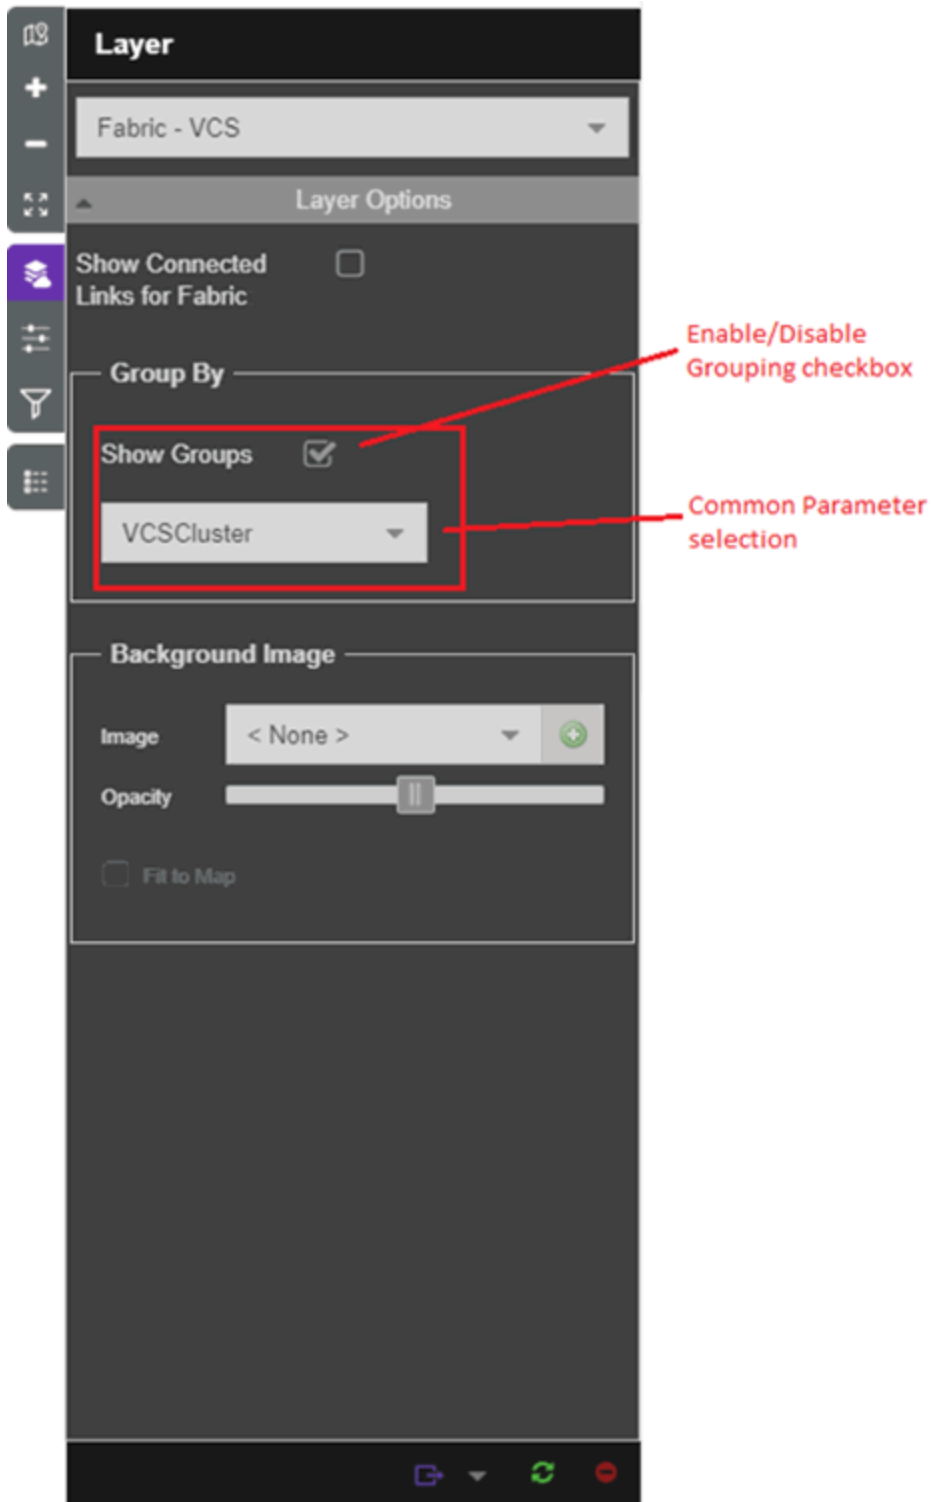 Layer
Fabric - VCS
Layer Options
Show Connected
Links for Fabric
Enable/Disable
Grouping checkbox
Group By
Show Groups
Common Parameter
selection
VCSCluster
Background Image
Image
< None >
Opacity
Fit to Map